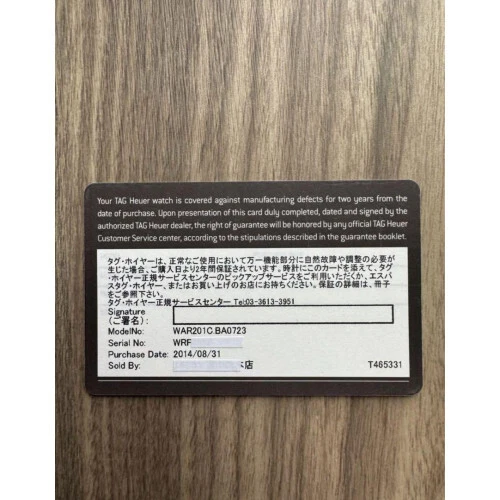 Your TAG Heuer watch is covered against manufacturing defects for two years from the
date of purchase. Upon presentation of this card duly completed, dated and signed by the
authorized TAG Heuer dealer, the right of guarantee will be honored by any official TAG Heuer
Customer Service center, according to the stipulations described in the guarantee booklet.
タグ・ホイヤーは、正常なご使用において万一機能部分に自然故障や調整の必要が
生じた場合、ご購入日より2年間保証されています。時計にこのカードを添えて、タ
グ・ホイヤー正規サービスセンターのピックアップサービスをご利用いただくか、エスパ
スタグ・ホイヤー、またはお買い上げのお店にお持ちください。保証の詳細は、冊子
をご参照下さい。
タグ・ホイヤー正規サービスセンター Tel:03-3613-3951
Signature
(ご署名):
ModelNo: WAR201C.BA0723
Serial No: WRF
Purchase Date: 2014/08/31
Sold By: 店 T465331